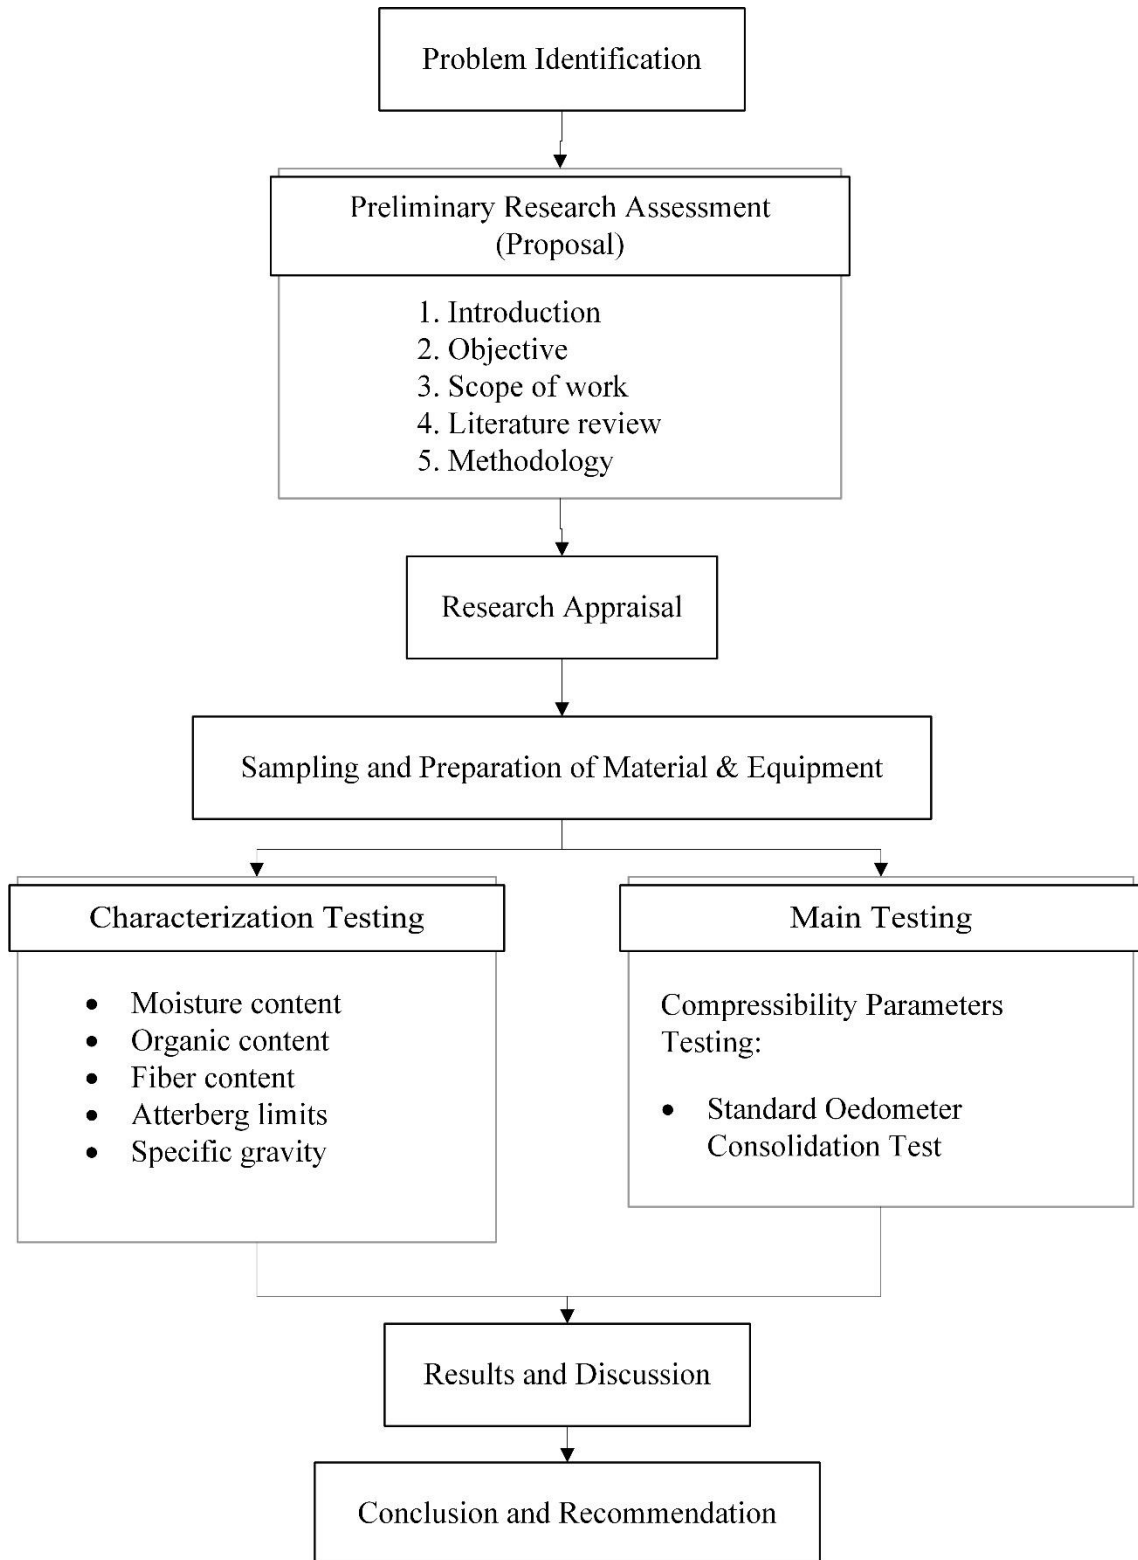 Problem Identification
Preliminary Research Assessment
(Proposal)
1. Introduction
2. Objective
3. Scope of work
4. Literature review
5. Methodology
Research Appraisal
Sampling and Preparation of Material & Equipment
Characterization Testing
• Moisture content
• Organic content
• Fiber content
• Atterberg limits
• Specific gravity
Main Testing
Compressibility Parameters
Testing:
• Standard Oedometer
Consolidation Test
Results and Discussion
Conclusion and Recommendation